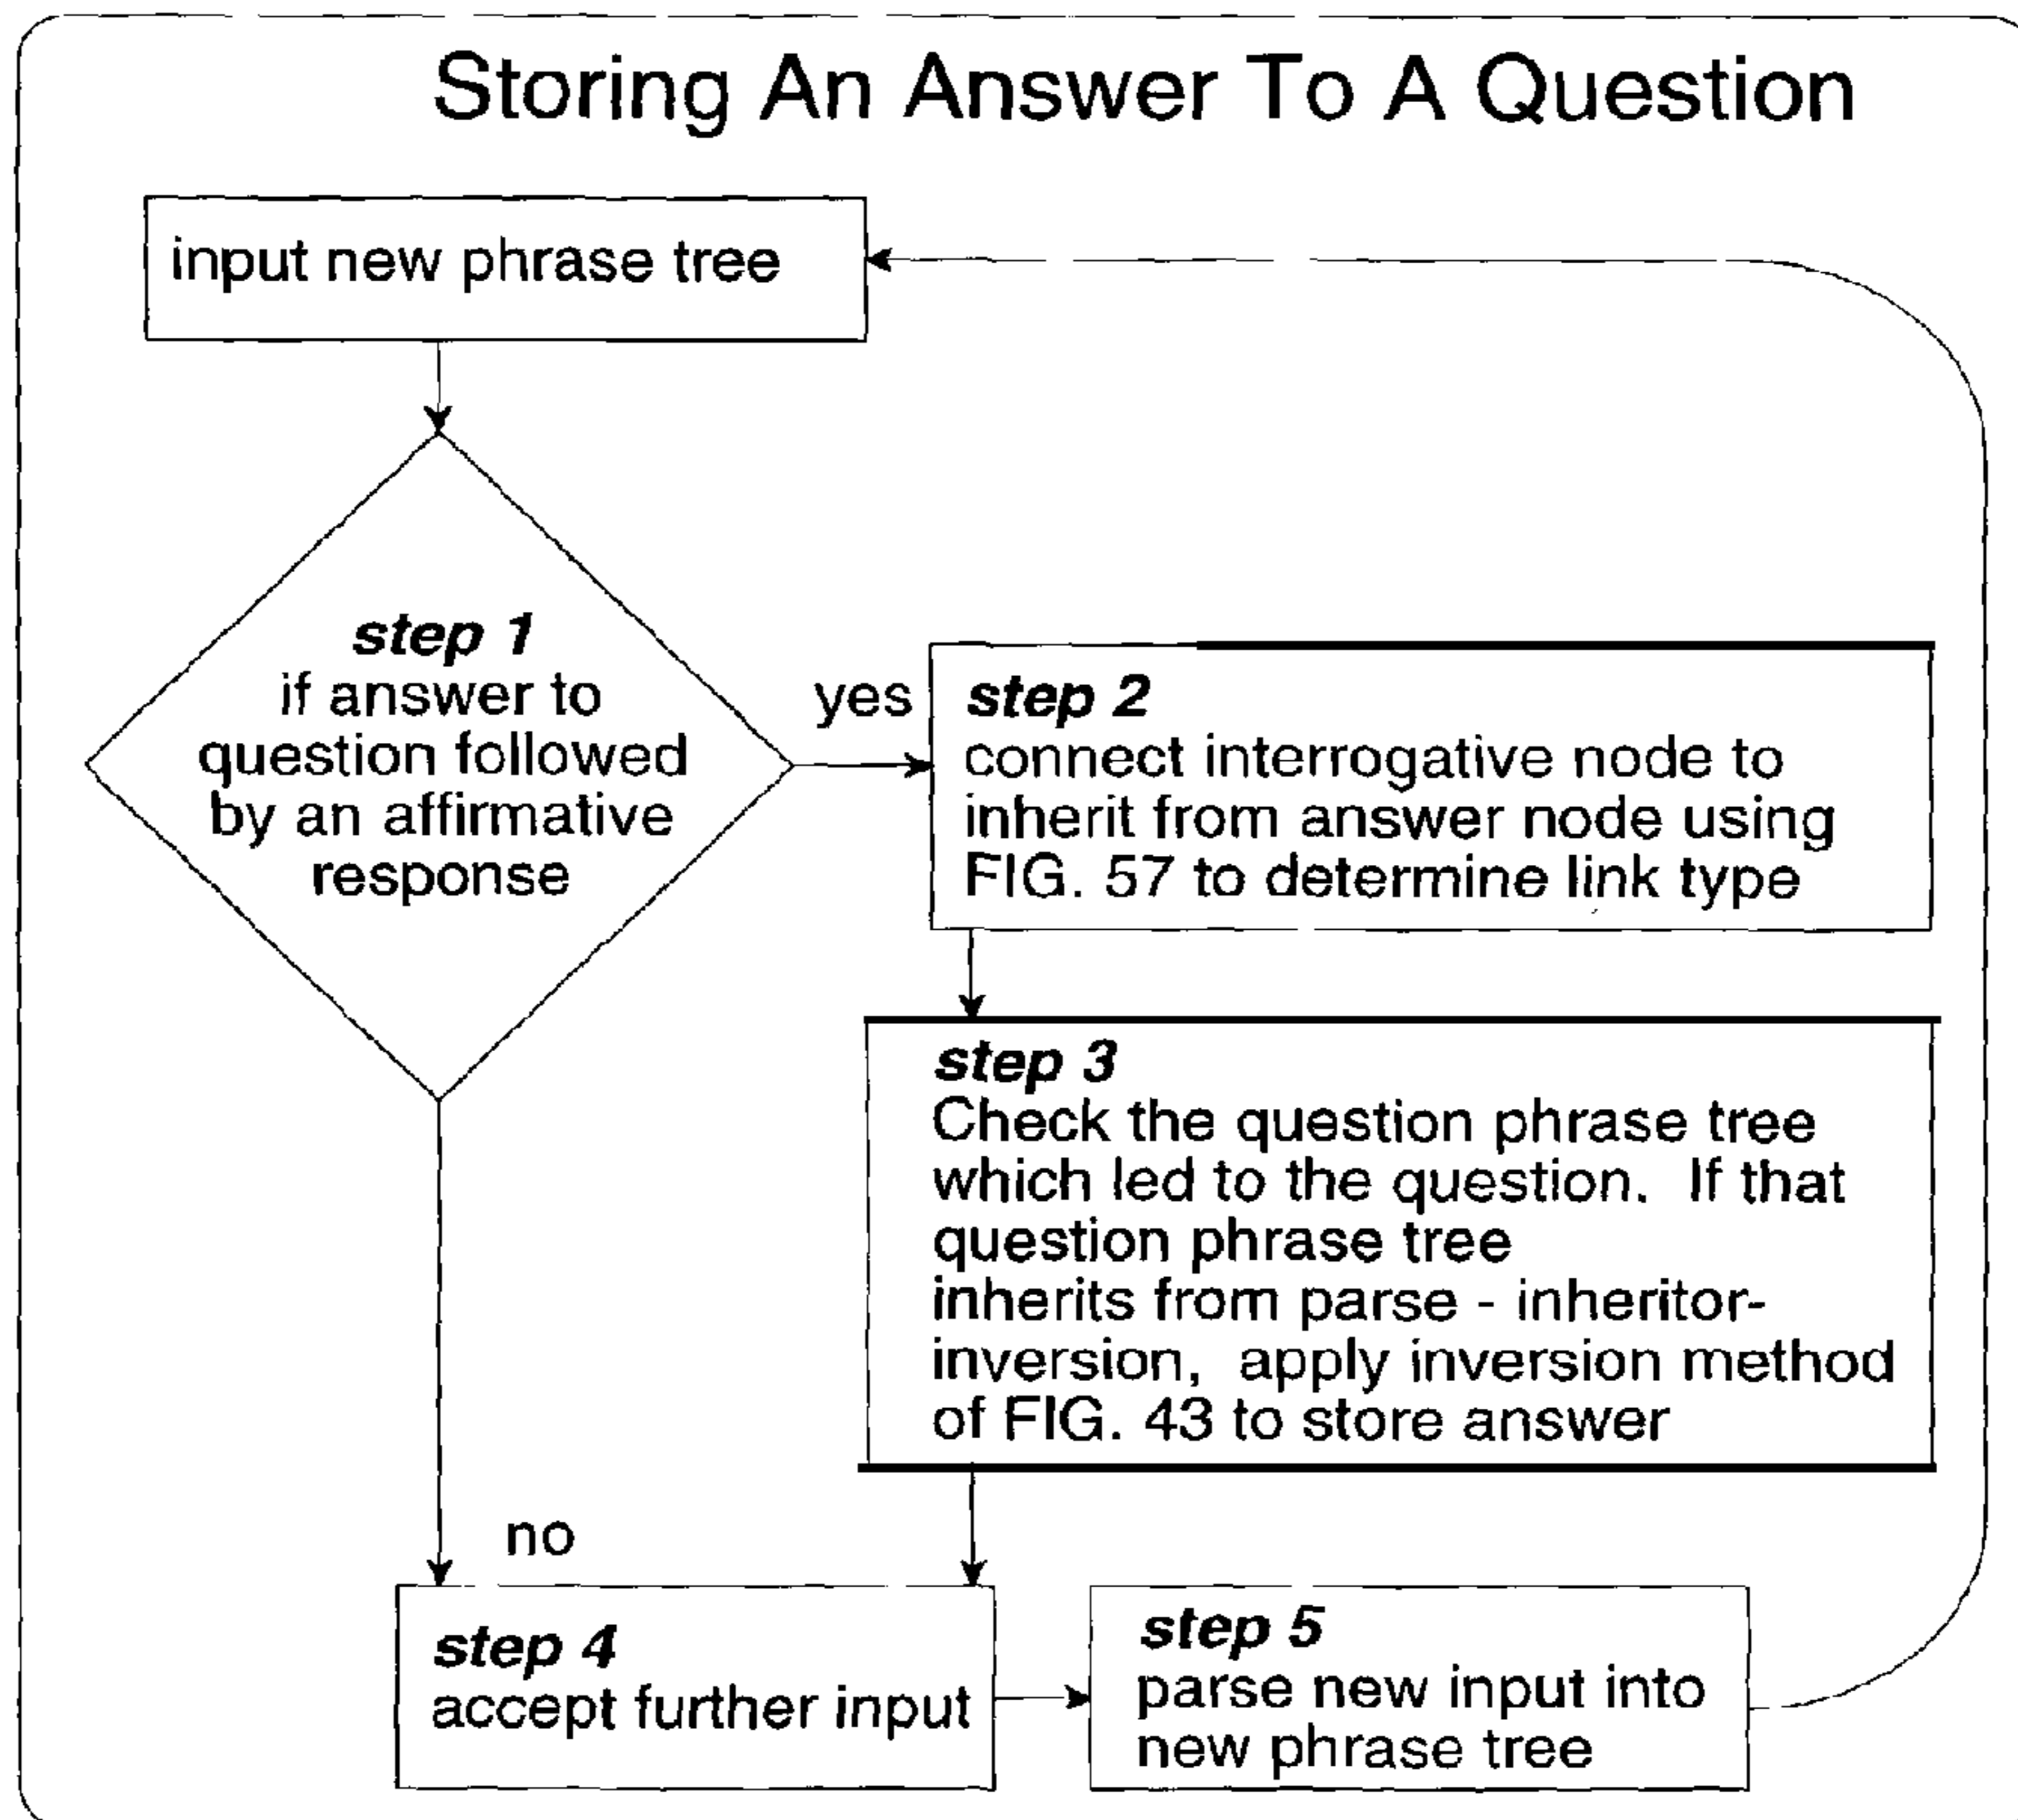 Storing An Answer To A Question
input new phrase tree
step 1
if answer to
question followed
by an affirmative
response
yes
step 2
connect interrogative node to
inherit from answer node using
FIG. 57 to determine link type
step 3
Check the question phrase tree
which led to the question.  If that
question phrase tree
inherits from parse - inheritor-
inversion,  apply inversion method
of FIG. 43 to store answer
no
step 4
accept further input
step 5
parse new input into
new phrase tree